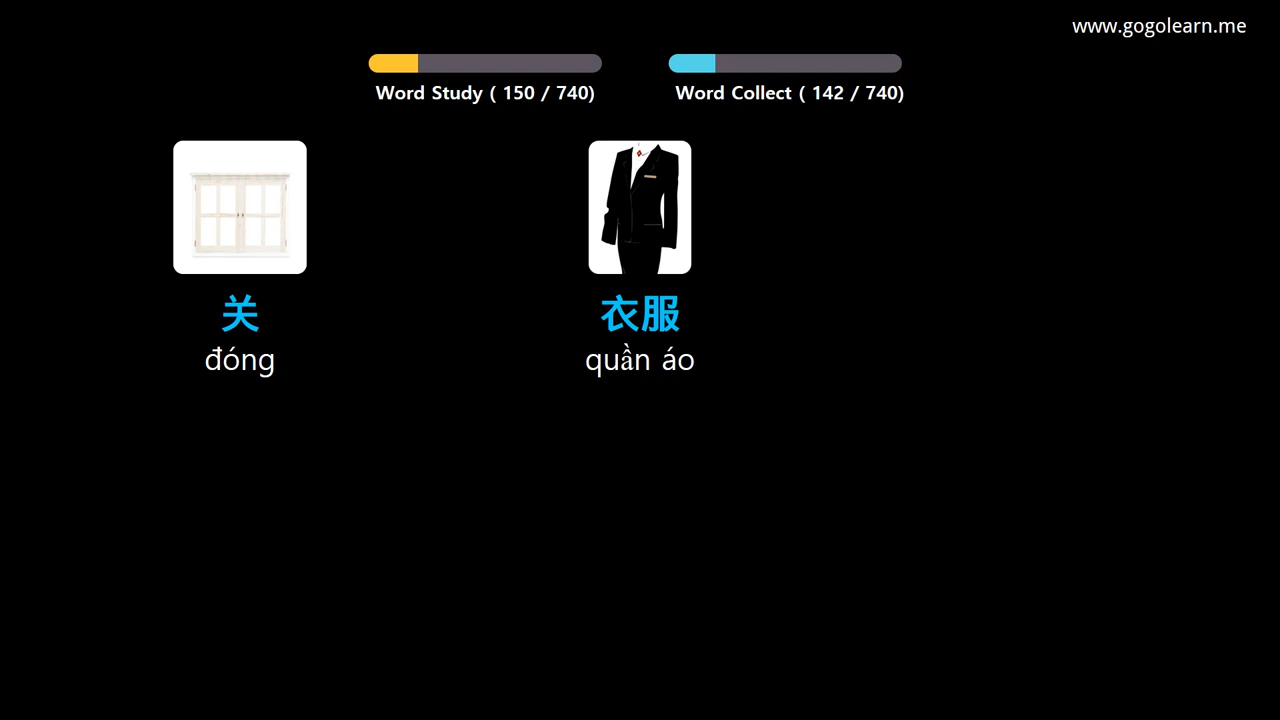 www.gogolearn.me
Word Study ( 150 / 740)
Word Collect ( 142 / 740)
关
đóng
衣服
quần áo